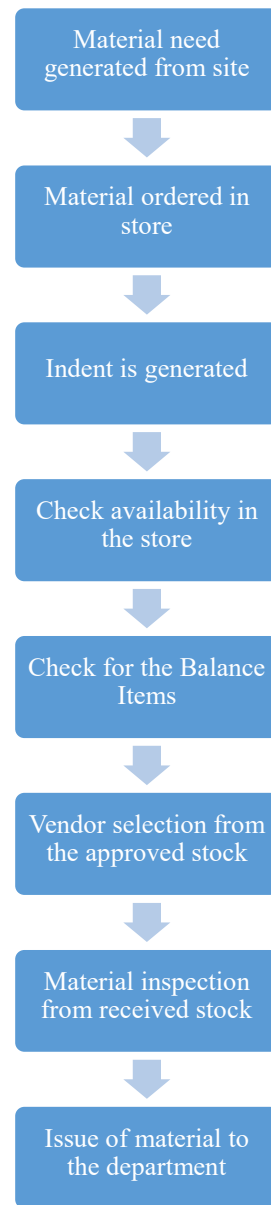 Material need
generated from site
Material ordered in
store
Indent is generated
Check availability in
the store
Check for the Balance
Items
Vendor selection from
the approved stock
Material inspection
from received stock
Issue of material to
the department